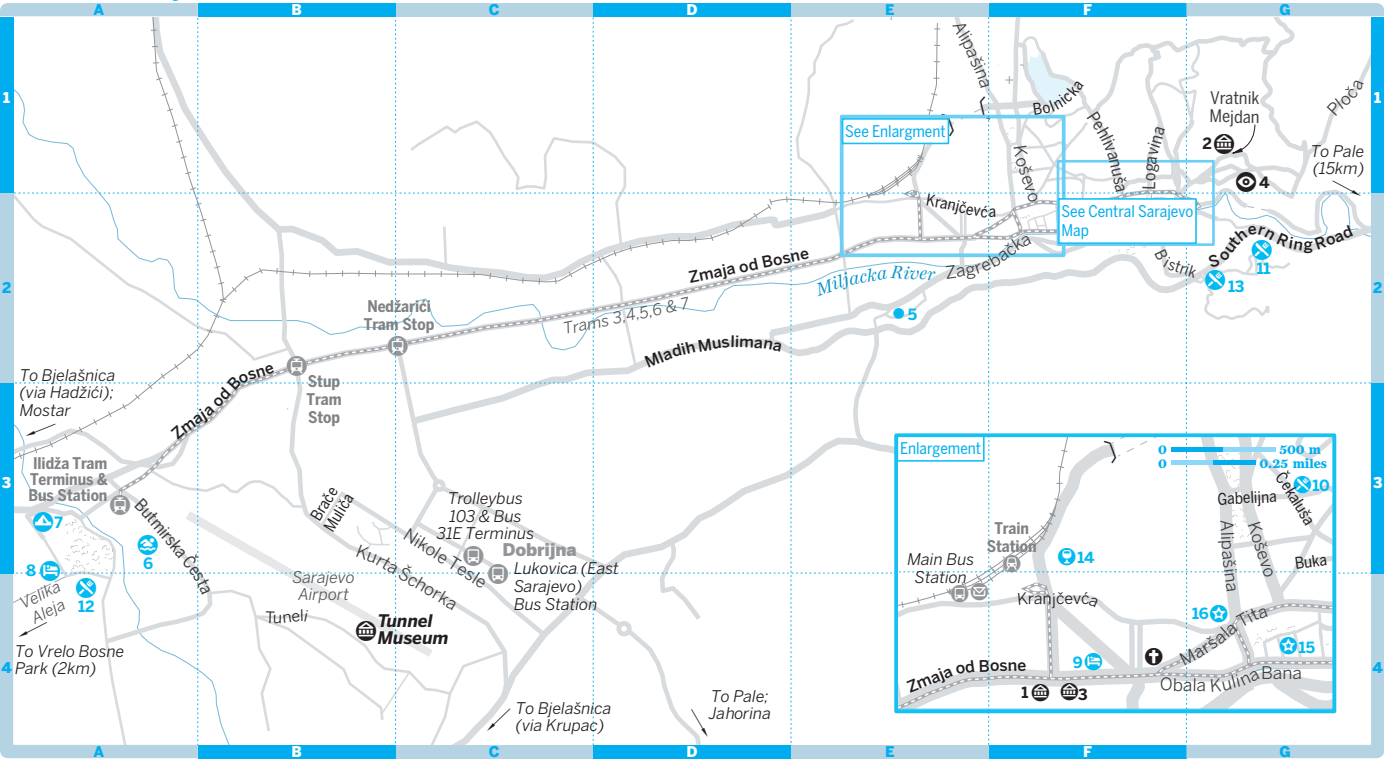 A B C D E F G
1
Alipašina
Bolnicka
Pehlivanuša
Logavina
Vratnik
Mejdan
Ploča
1
See Enlargment
Koševo
2
4
To Pale
(15km)
Kranjčevća
See Central Sarajevo
Map
Southern Ring Road
Zmaja od Bosne
Zagrebačka
Bistrik
11
2
Miljacka River
13
2
Nedžarići
Tram Stop
Trams 3,4,5,6 & 7
5
Mladih Muslimana
To Bjelašnica
(via Hadžići);
Mostar
Zmaja od Bosne
Stup
Tram
Stop
Ilidža Tram
Terminus &
Bus Station
3
7
Butmirska Česta
6
8
12
Velika
Aleja
To Vrelo Bosne
Park (2km)
4
Braće
Mulića
Trolleybus
103 & Bus
31E Terminus
Nikole Tesle
Dobrijna
Kurta Šchorka
Lukovica (East
Sarajevo)
Bus Station
Sarajevo
Airport
Tuneli
Tunnel
Museum
To Bjelašnica
(via Krupac)
To Pale;
Jahorina
Enlargement
0 500 m
0 0.25 miles
10
Čekaluša
Gabelijna
3
Train
Station
Alipašina
Koševo
Main Bus
Station
14
Buka
Kranjčevća
16
Maršala Tita
15
9
Zmaja od Bosne
1
3
Obala Kulina Bana
4
A B C D E F G